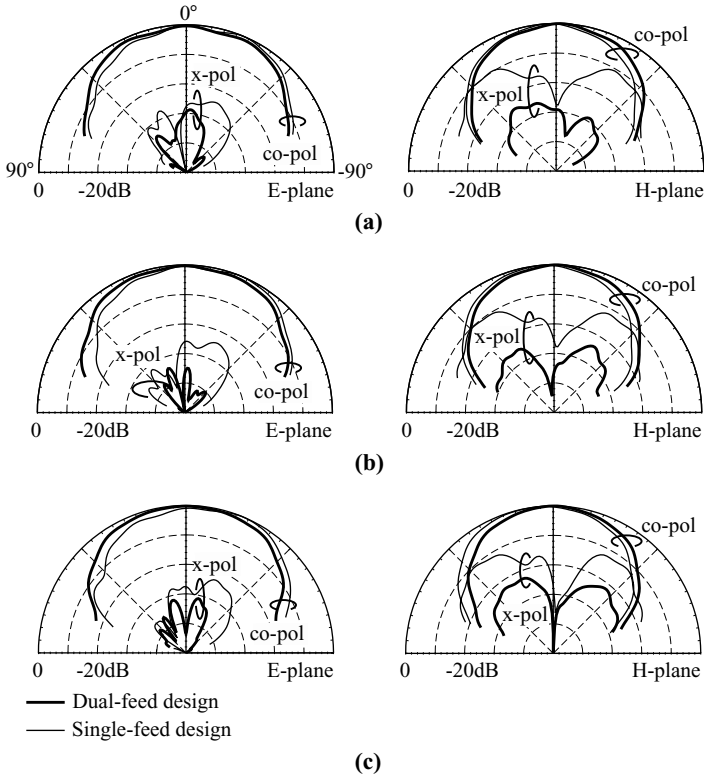 0°
x-pol
co-pol
90°
-90°
0
-20dB
E-plane
co-pol
x-pol
0
-20dB
H-plane
(a)
x-pol
co-pol
0
-20dB
E-plane
co-pol
x-pol
0
-20dB
H-plane
(b)
x-pol
co-pol
0
-20dB
E-plane
co-pol
x-pol
0
-20dB
H-plane
Dual-feed design
Single-feed design
(c)